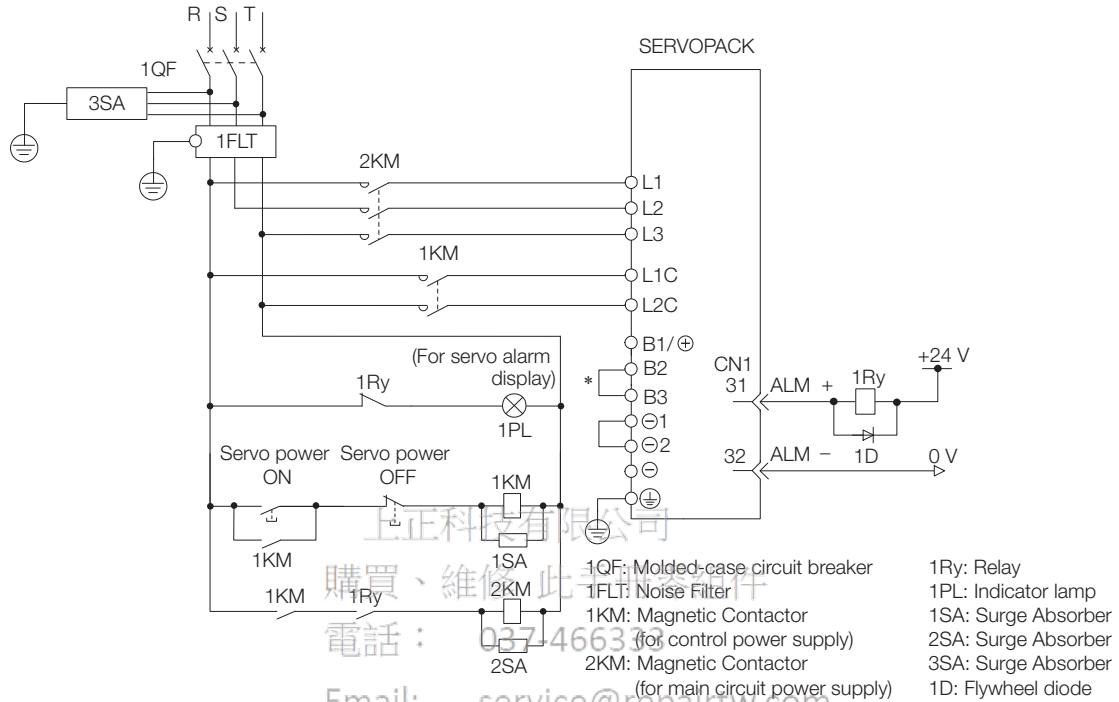 R S T
SERVOPACK
1QF
3SA
1FLT
2KM
L1
L2
L3
1KM
L1C
L2C
B1/⊕
(For servo alarm
display)
1Ry
1PL
*
B2
B3
⊖1
⊖2
⊖
CN1
31 ALM +
1Ry
+24 V
1D
32 ALM −
0 V
Servo power
ON
Servo power
OFF
1KM
1KM
1SA
1KM
1Ry
2KM
2SA
上正科技有限公司
購買、維修 此手冊零組件
電話： 037-466333
Email: service@repairtw.com
1QF: Molded-case circuit breaker
1FLT: Noise Filter
1KM: Magnetic Contactor
(for control power supply)
2KM: Magnetic Contactor
(for main circuit power supply)
1Ry: Relay
1PL: Indicator lamp
1SA: Surge Absorber
2SA: Surge Absorber
3SA: Surge Absorber
1D: Flywheel diode